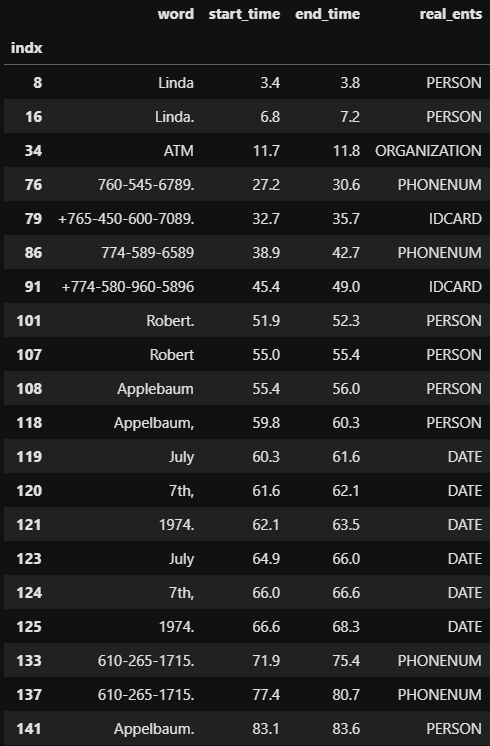 word start_time end_time real_ents
indx
8 Linda 3.4 3.8 PERSON
16 Linda. 6.8 7.2 PERSON
34 ATM 11.7 11.8 ORGANIZATION
76 760-545-6789. 27.2 30.6 PHONENUM
79 +765-450-600-7089. 32.7 35.7 IDCARD
86 774-589-6589 38.9 42.7 PHONENUM
91 +774-580-960-5896 45.4 49.0 IDCARD
101 Robert. 51.9 52.3 PERSON
107 Robert 55.0 55.4 PERSON
108 Applebaum 55.4 56.0 PERSON
118 Appelbaum, 59.8 60.3 PERSON
119 July 60.3 61.6 DATE
120 7th, 61.6 62.1 DATE
121 1974. 62.1 63.5 DATE
123 July 64.9 66.0 DATE
124 7th, 66.0 66.6 DATE
125 1974. 66.6 68.3 DATE
133 610-265-1715. 71.9 75.4 PHONENUM
137 610-265-1715. 77.4 80.7 PHONENUM
141 Appelbaum. 83.1 83.6 PERSON